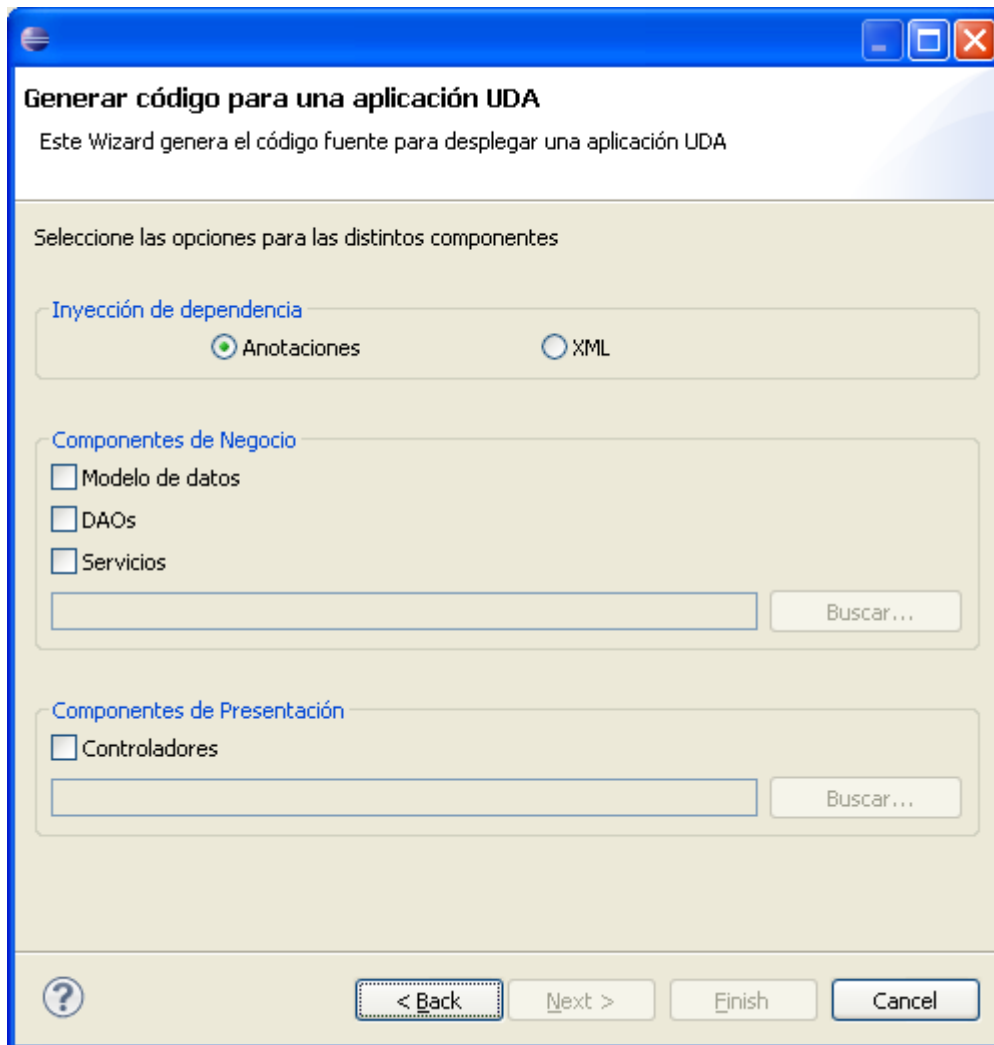 Generar código para una aplicación UDA
Este Wizard genera el código fuente para desplegar una aplicación UDA
Seleccione las opciones para las distintos componentes
Inyección de dependencia
Anotaciones XML
Componentes de Negocio
Modelo de datos
DAOs
Servicios
Buscar...
Componentes de Presentación
Controladores
Buscar...
? < Back Next > Finish Cancel